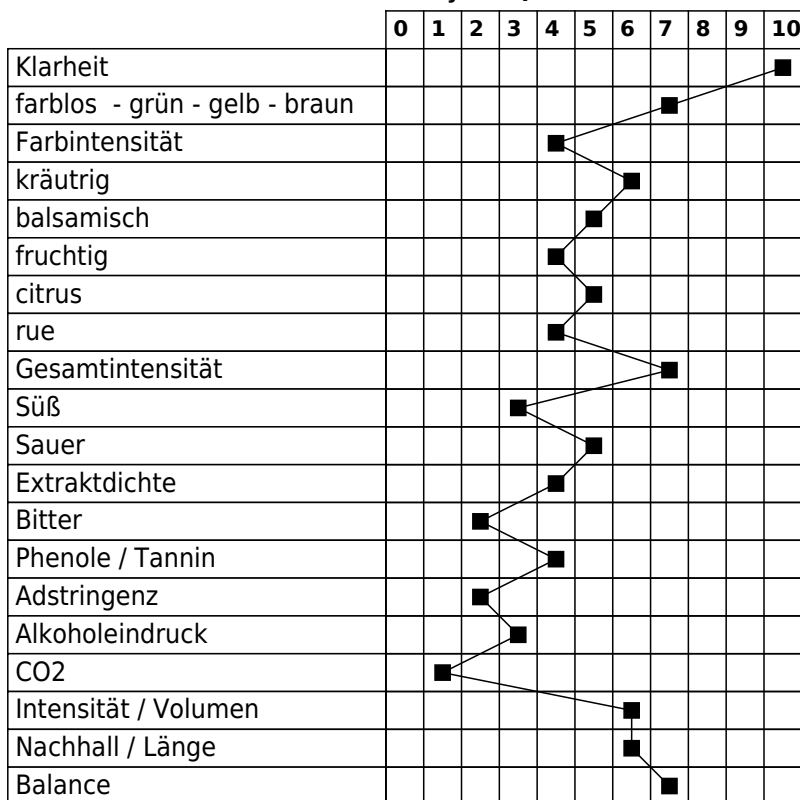 0 1 2 3 4 5 6 7 8 9 10
Klarheit
farblos - grün - gelb - braun
Farbintensität
kräutrig
balsamisch
fruchtig
citrus
rue
Gesamtintensität
Süß
Sauer
Extraktdichte
Bitter
Phenole / Tannin
Adstringenz
Alkoholeindruck
CO2
Intensität / Volumen
Nachhall / Länge
Balance